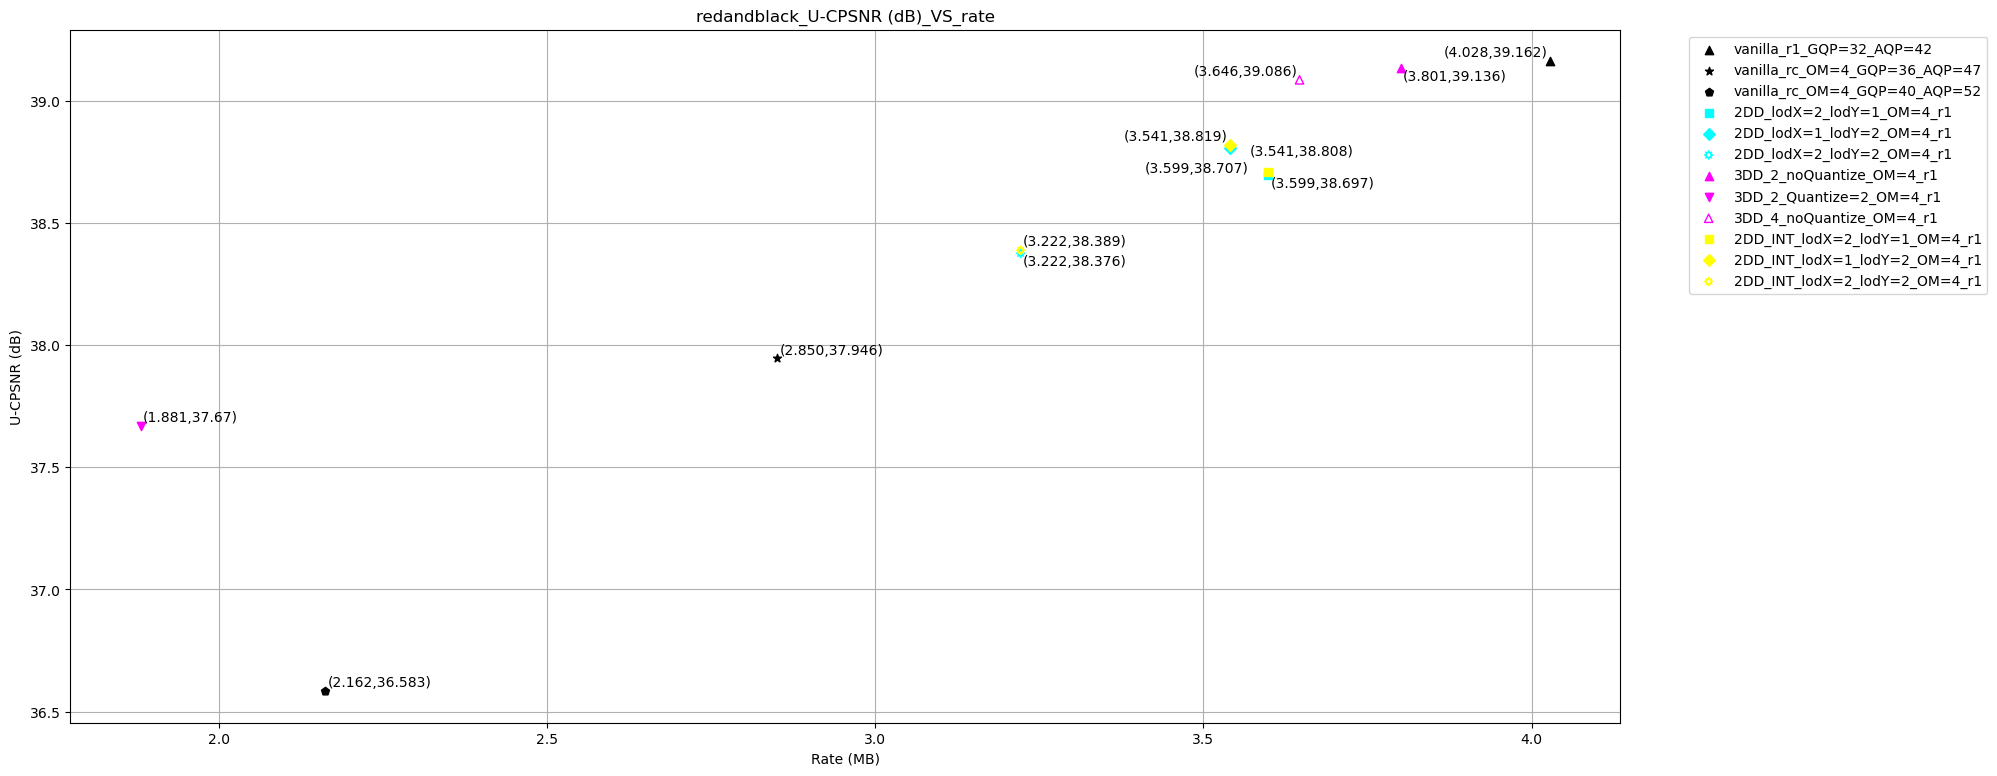 redandblack_U-CPSNR (dB)_VS_rate
(4.028,39.162)
(3.646,39.086)
(3.801,39.136)
39.0
(3.541,38.819)
(3.541,38.808)
(3.599,38.707)
(3.599,38.697)
38.5
(3.222,38.389)
(3.222,38.376)
38.0
(2.850,37.946)
(1.881,37.67)
37.5
37.0
(2.162,36.583)
36.5
U-CPSNR (dB)
2.0 2.5 3.0 3.5 4.0
Rate (MB)
vanilla_r1_GQP=32_AQP=42
vanilla_rc_OM=4_GQP=36_AQP=47
vanilla_rc_OM=4_GQP=40_AQP=52
2DD_lodX=2_lodY=1_OM=4_r1
2DD_lodX=1_lodY=2_OM=4_r1
2DD_lodX=2_lodY=2_OM=4_r1
3DD_2_noQuantize_OM=4_r1
3DD_2_Quantize=2_OM=4_r1
3DD_4_noQuantize_OM=4_r1
2DD_INT_lodX=2_lodY=1_OM=4_r1
2DD_INT_lodX=1_lodY=2_OM=4_r1
2DD_INT_lodX=2_lodY=2_OM=4_r1